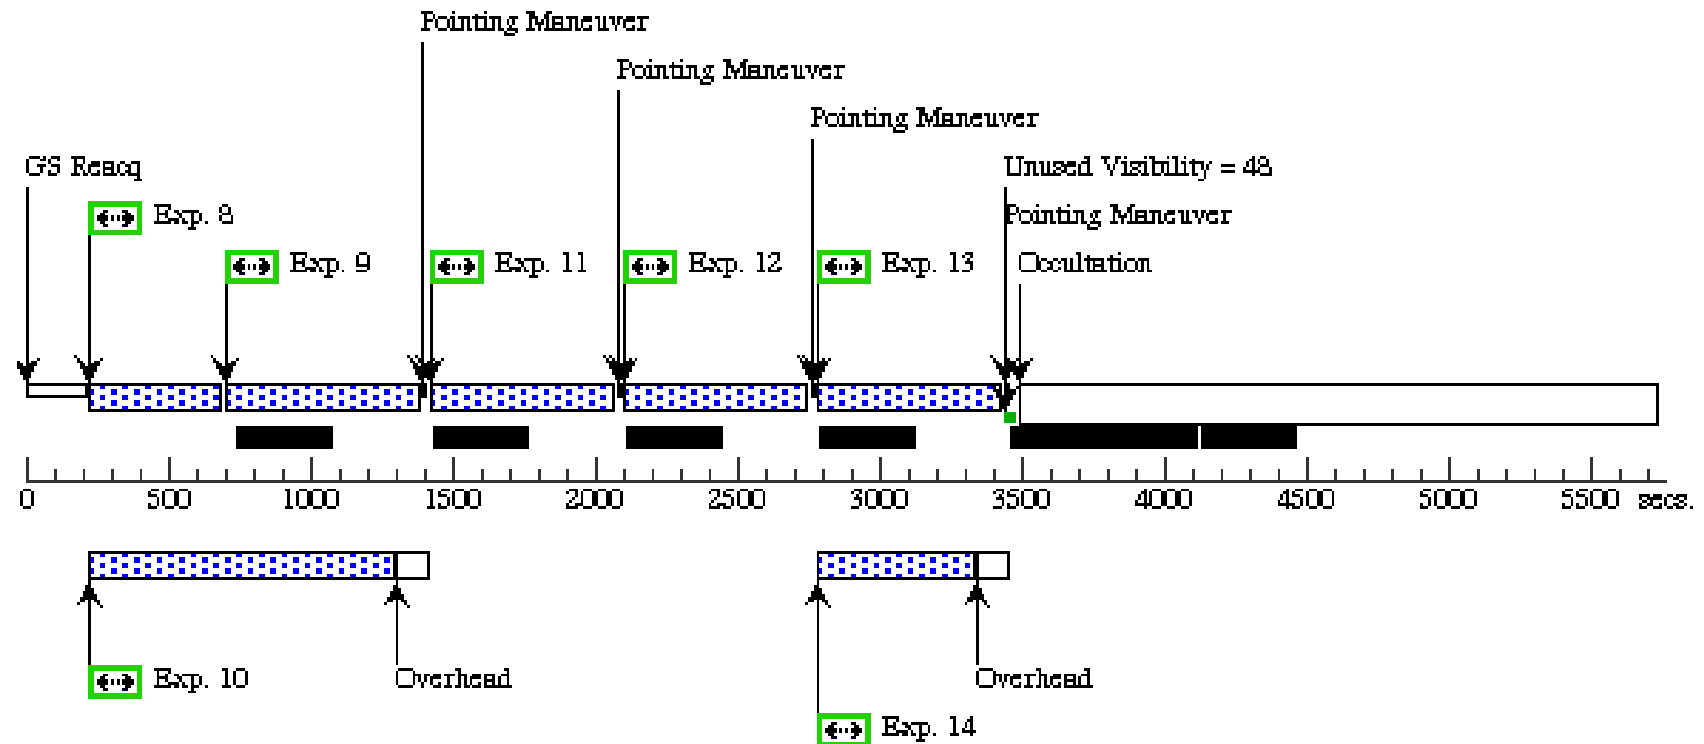 Pointing Maneuver
Pointing Maneuver
Pointing Maneuver
GS Reacq
Unused Visibility = 48
Exp. 8
Pointing Maneuver
Exp. 9
Exp. 11
Exp. 12
Exp. 13
Occultation
0 500 1000 1500 2000 2500 3000 3500 4000 4500 5000 5500 secs.
Exp. 10
Overhead
Overhead
Exp. 14